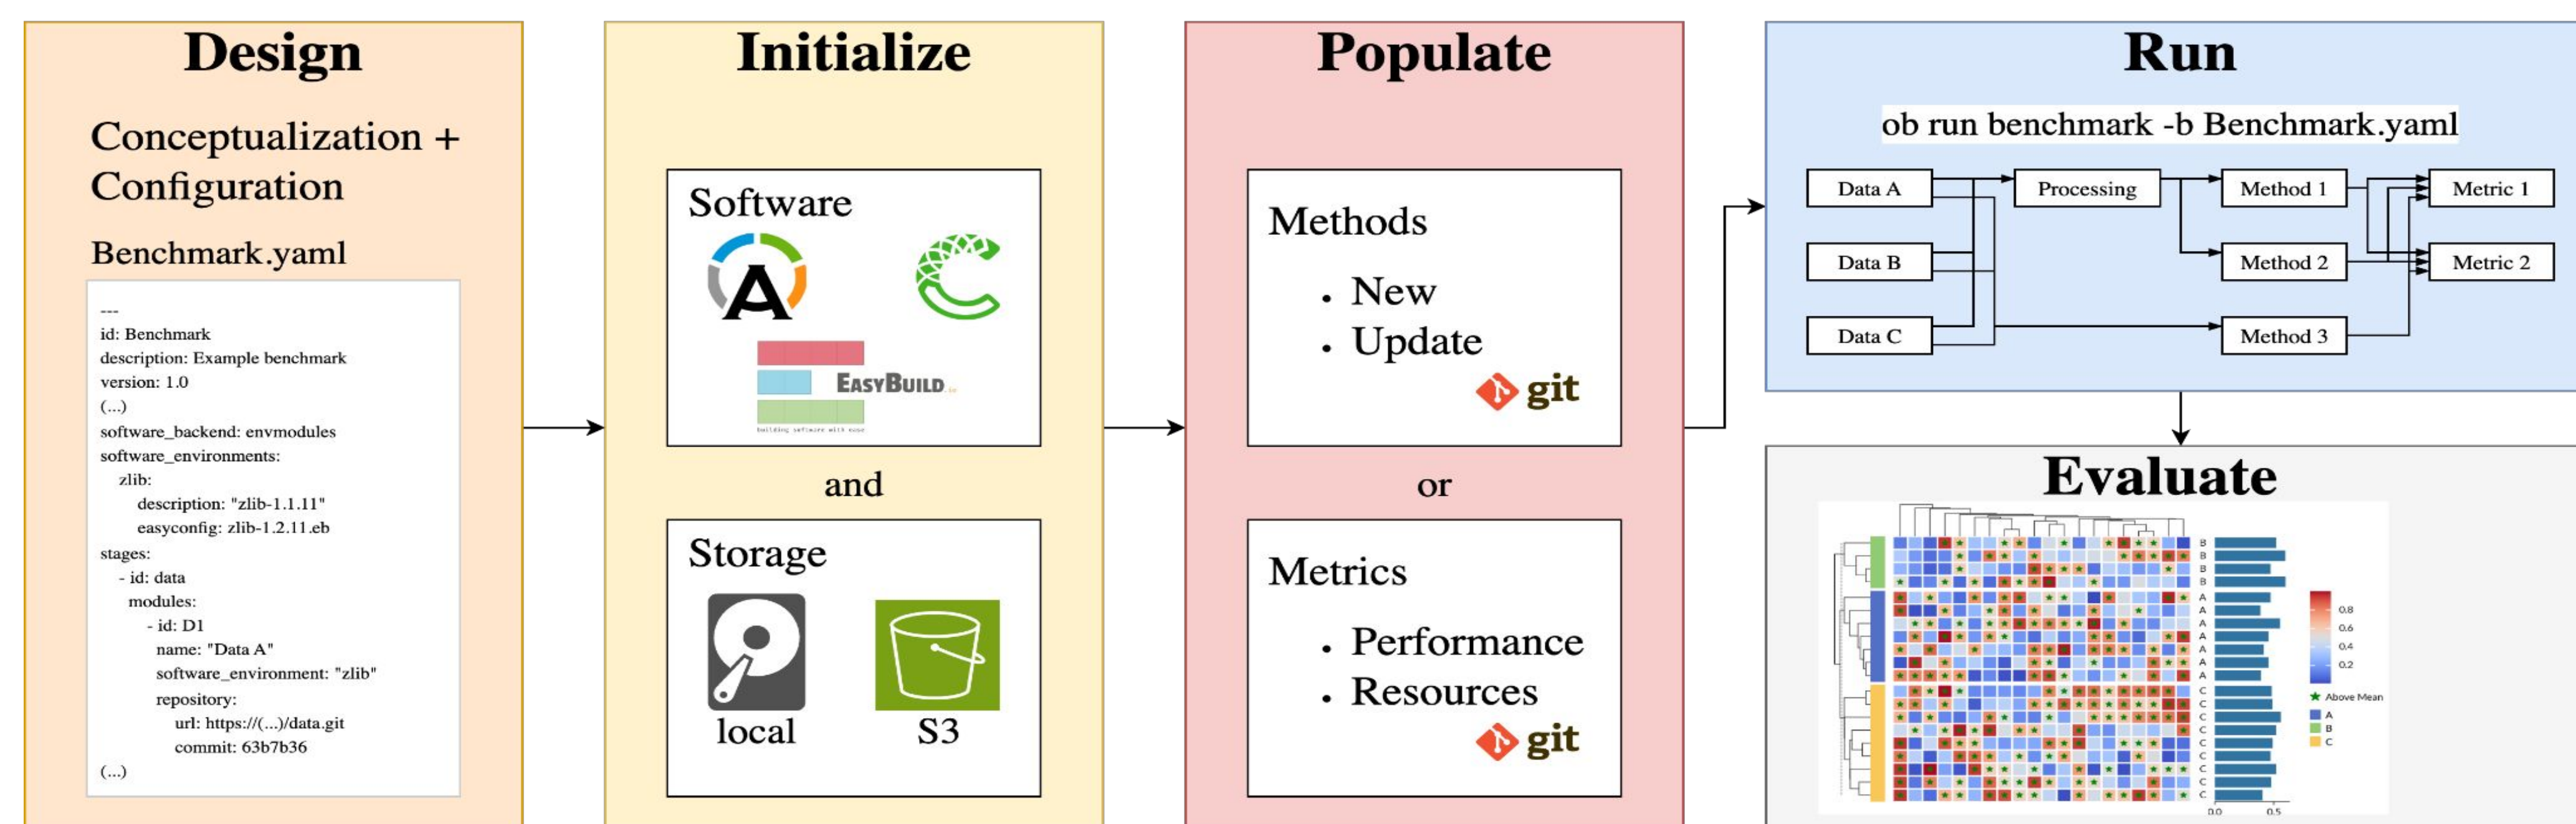 Design
Conceptualization +
Configuration
Benchmark.yaml
---
id: Benchmark
description: Example benchmark
version: 1.0
(...)
software_backend: envmodules
software_environments:
zlib:
description: "zlib-1.1.11"
easyconfig: zlib-1.2.11.eb
stages:
- id: data
modules:
- id: D1
name: "Data A"
software_environment: "zlib"
repository:
url: https://(...)/data.git
commit: 63b7b36
(...)
Initialize
Software
A
C
EASYBUILD
building software with ease
and
Storage
local
S3
Populate
Methods
• New
• Update
git
or
Metrics
• Performance
• Resources
git
Run
ob run benchmark -b Benchmark.yaml
Data A
Processing
Method 1
Metric 1
Data B
Method 2
Metric 2
Data C
Method 3
Evaluate
B
B
B
B
A
A
A
A
A
A
A
C
C
C
C
C
C
C
C
C
0.0 0.5
0.8
0.6
0.4
0.2
Above Mean
A
B
C